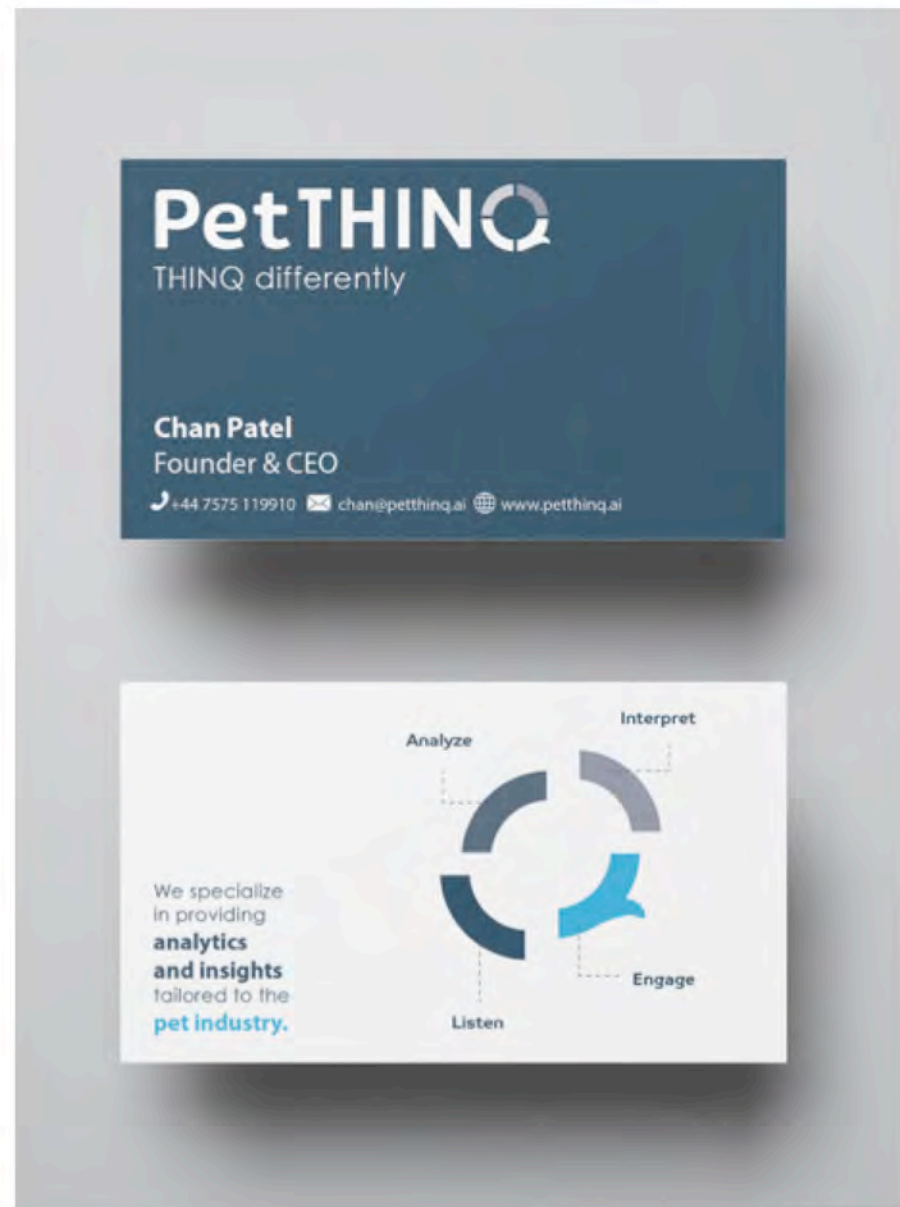 PetTHINQ
THINQ differently
Chan Patel
Founder & CEO
+44 7575 119910 chan@petthinq.ai www.petthinq.ai
Interpret
Analyze
We specialize
in providing
analytics
and insights
tailored to the
pet industry.
Engage
Listen